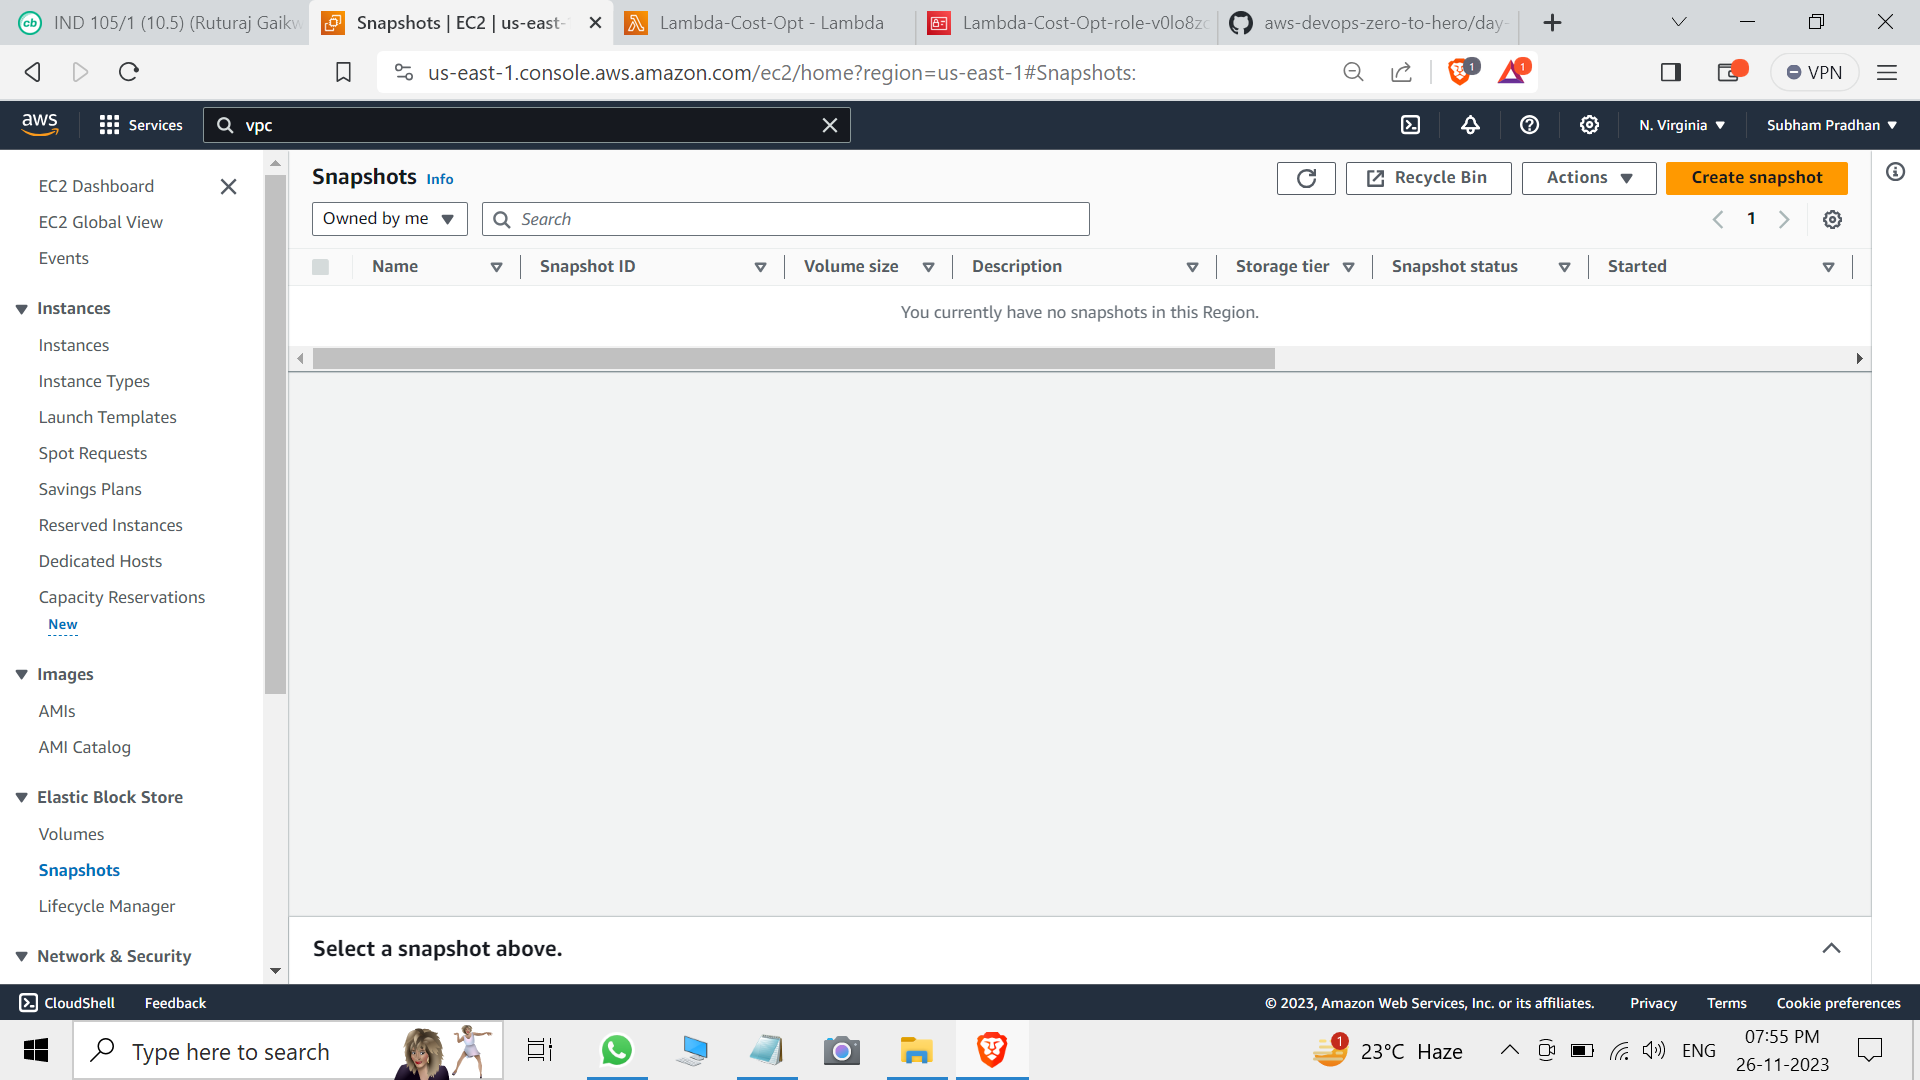 IND 105/1 (10.5) (Ruturaj Gaikw
Snapshots | EC2 | us-east-
Lambda-Cost-Opt - Lambda
Lambda-Cost-Opt-role-v0lo8zc
aws-devops-zero-to-hero/day-
us-east-1.console.aws.amazon.com/ec2/home?region=us-east-1#Snapshots:
1
1
VPN
aws
Services
vpc
N. Virginia
Subham Pradhan
EC2 Dashboard
EC2 Global View
Events
Instances
Instances
Instance Types
Launch Templates
Spot Requests
Savings Plans
Reserved Instances
Dedicated Hosts
Capacity Reservations
New
Images
AMIs
AMI Catalog
Elastic Block Store
Volumes
Snapshots
Lifecycle Manager
Network & Security
Snapshots Info
Recycle Bin
Actions
Create snapshot
Owned by me
Search
1
Name
Snapshot ID
Volume size
Description
Storage tier
Snapshot status
Started
You currently have no snapshots in this Region.
Select a snapshot above.
CloudShell
Feedback
© 2023, Amazon Web Services, Inc. or its affiliates.
Privacy
Terms
Cookie preferences
Type here to search
1
23°C Haze
ENG
07:55 PM
26-11-2023